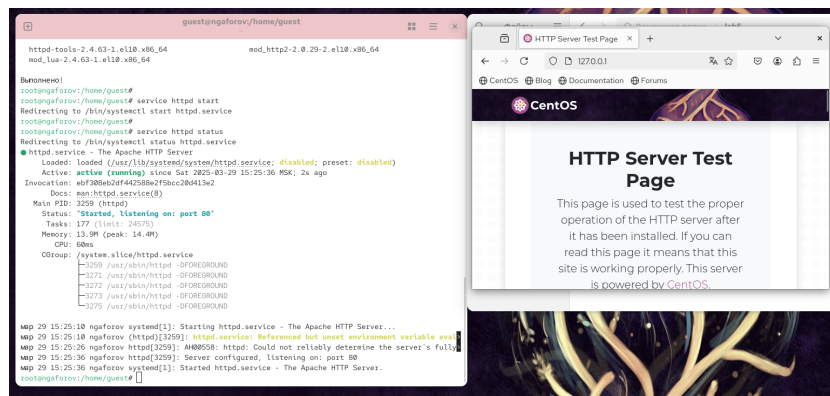 guest@ngaforov:/home/guest
httpd-tools-2.4.63-1.el10.x86_64 mod_http2-2.0.29-2.el10.x86_64
mod_lua-2.4.63-1.el10.x86_64
Выполнено!
root@ngaforov:/home/guest#
root@ngaforov:/home/guest# service httpd start
Redirecting to /bin/systemctl start httpd.service
root@ngaforov:/home/guest#
root@ngaforov:/home/guest# service httpd status
Redirecting to /bin/systemctl status httpd.service
● httpd.service - The Apache HTTP Server
Loaded: loaded (/usr/lib/systemd/system/httpd.service; disabled; preset: disabled)
Active: active (running) since Sat 2025-03-29 15:25:36 MSK; 2s ago
Invocation: ebf308eb2df442588e2f5bcc20d413e2
Docs: man:httpd.service(8)
Main PID: 3259 (httpd)
Status: "Started, listening on: port 80"
Tasks: 177 (limit: 24575)
Memory: 13.9M (peak: 14.4M)
CPU: 60ms
CGroup: /system.slice/httpd.service
├─3259 /usr/sbin/httpd -DFOREGROUND
├─3271 /usr/sbin/httpd -DFOREGROUND
├─3272 /usr/sbin/httpd -DFOREGROUND
├─3273 /usr/sbin/httpd -DFOREGROUND
└─3275 /usr/sbin/httpd -DFOREGROUND
мар 29 15:25:10 ngaforov systemd[1]: Starting httpd.service - The Apache HTTP Server...
мар 29 15:25:10 ngaforov (httpd)[3259]: httpd.service: Referenced but unset environment variable eval>
мар 29 15:25:26 ngaforov httpd[3259]: AH00558: httpd: Could not reliably determine the server's fully>
мар 29 15:25:36 ngaforov httpd[3259]: Server configured, listening on: port 80
мар 29 15:25:36 ngaforov systemd[1]: Started httpd.service - The Apache HTTP Server.
root@ngaforov:/home/guest#
HTTP Server Test Page
127.0.0.1
CentOS Blog Documentation Forums
CentOS
HTTP Server Test
Page
This page is used to test the proper
operation of the HTTP server after
it has been installed. If you can
read this page it means that this
site is working properly. This server
is powered by CentOS.